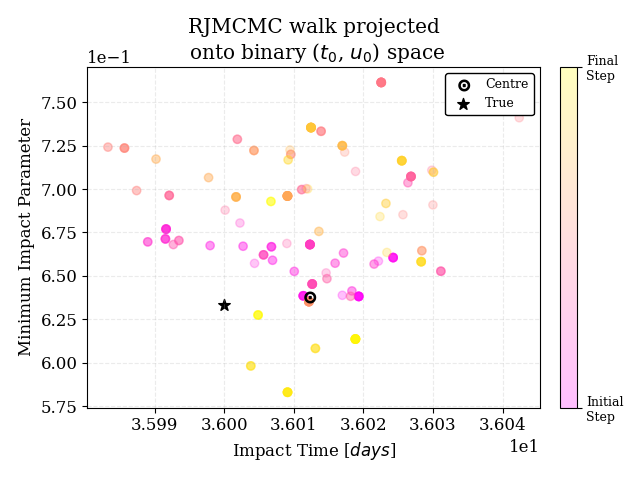 RJMCMC walk projected
onto binary (t₀, u₀) space
1e−1
7.50
7.25
7.00
6.75
6.50
6.25
6.00
5.75
Minimum Impact Parameter
3.599
3.600
3.601
3.602
3.603
3.604
1e1
Impact Time [days]
Centre
True
Final
Step
Initial
Step